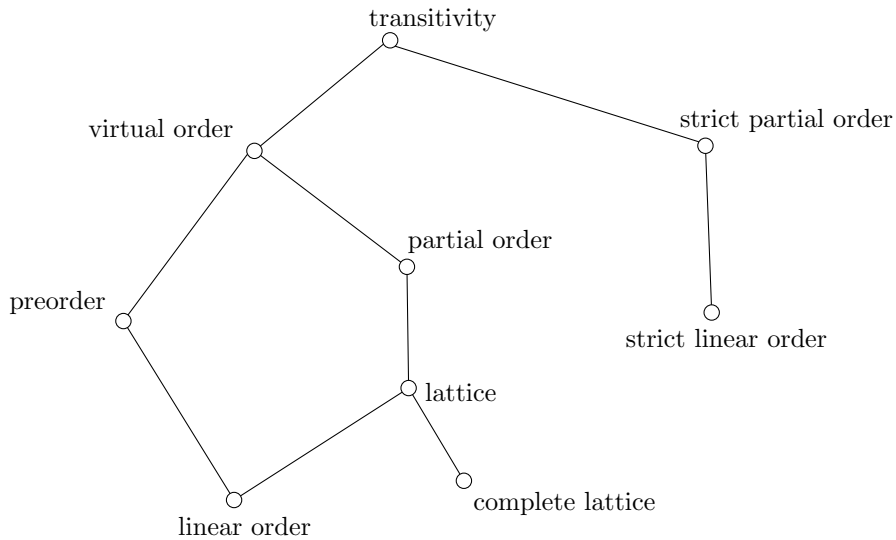 transitivity
strict partial order
virtual order
partial order
preorder
strict linear order
lattice
complete lattice
linear order